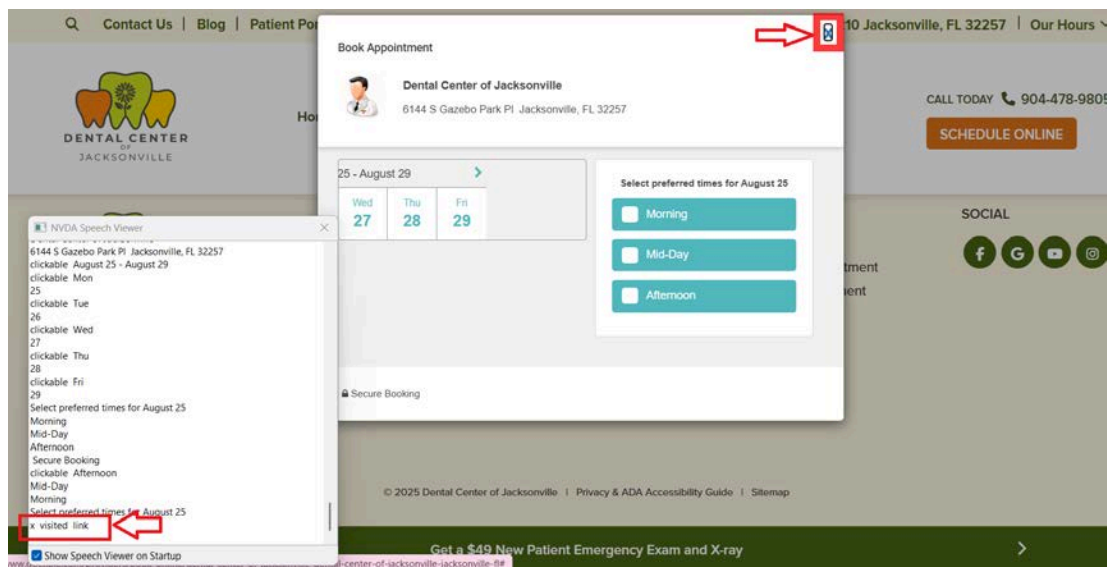 Contact Us | Blog | Patient Por
10 Jacksonville, FL 32257 | Our Hours
DENTAL CENTER
OF
JACKSONVILLE
Ho
CALL TODAY 904-478-9805
SCHEDULE ONLINE
Book Appointment
x
Dental Center of Jacksonville
6144 S Gazebo Park Pl Jacksonville, FL 32257
25 - August 29
Wed Thu Fri
27 28 29
Select preferred times for August 25
Morning
Mid-Day
Afternoon
Secure Booking
SOCIAL
tment
ent
NVDA Speech Viewer
6144 S Gazebo Park Pl Jacksonville, FL 32257
clickable August 25 - August 29
clickable Mon
25
clickable Tue
26
clickable Wed
27
clickable Thu
28
clickable Fri
29
Select preferred times for August 25
Morning
Mid-Day
Afternoon
Secure Booking
clickable Afternoon
Mid-Day
Morning
Select preferred times for August 25
x visited link
Show Speech Viewer on Startup
© 2025 Dental Center of Jacksonville | Privacy & ADA Accessibility Guide | Sitemap
Get a $49 New Patient Emergency Exam and X-ray